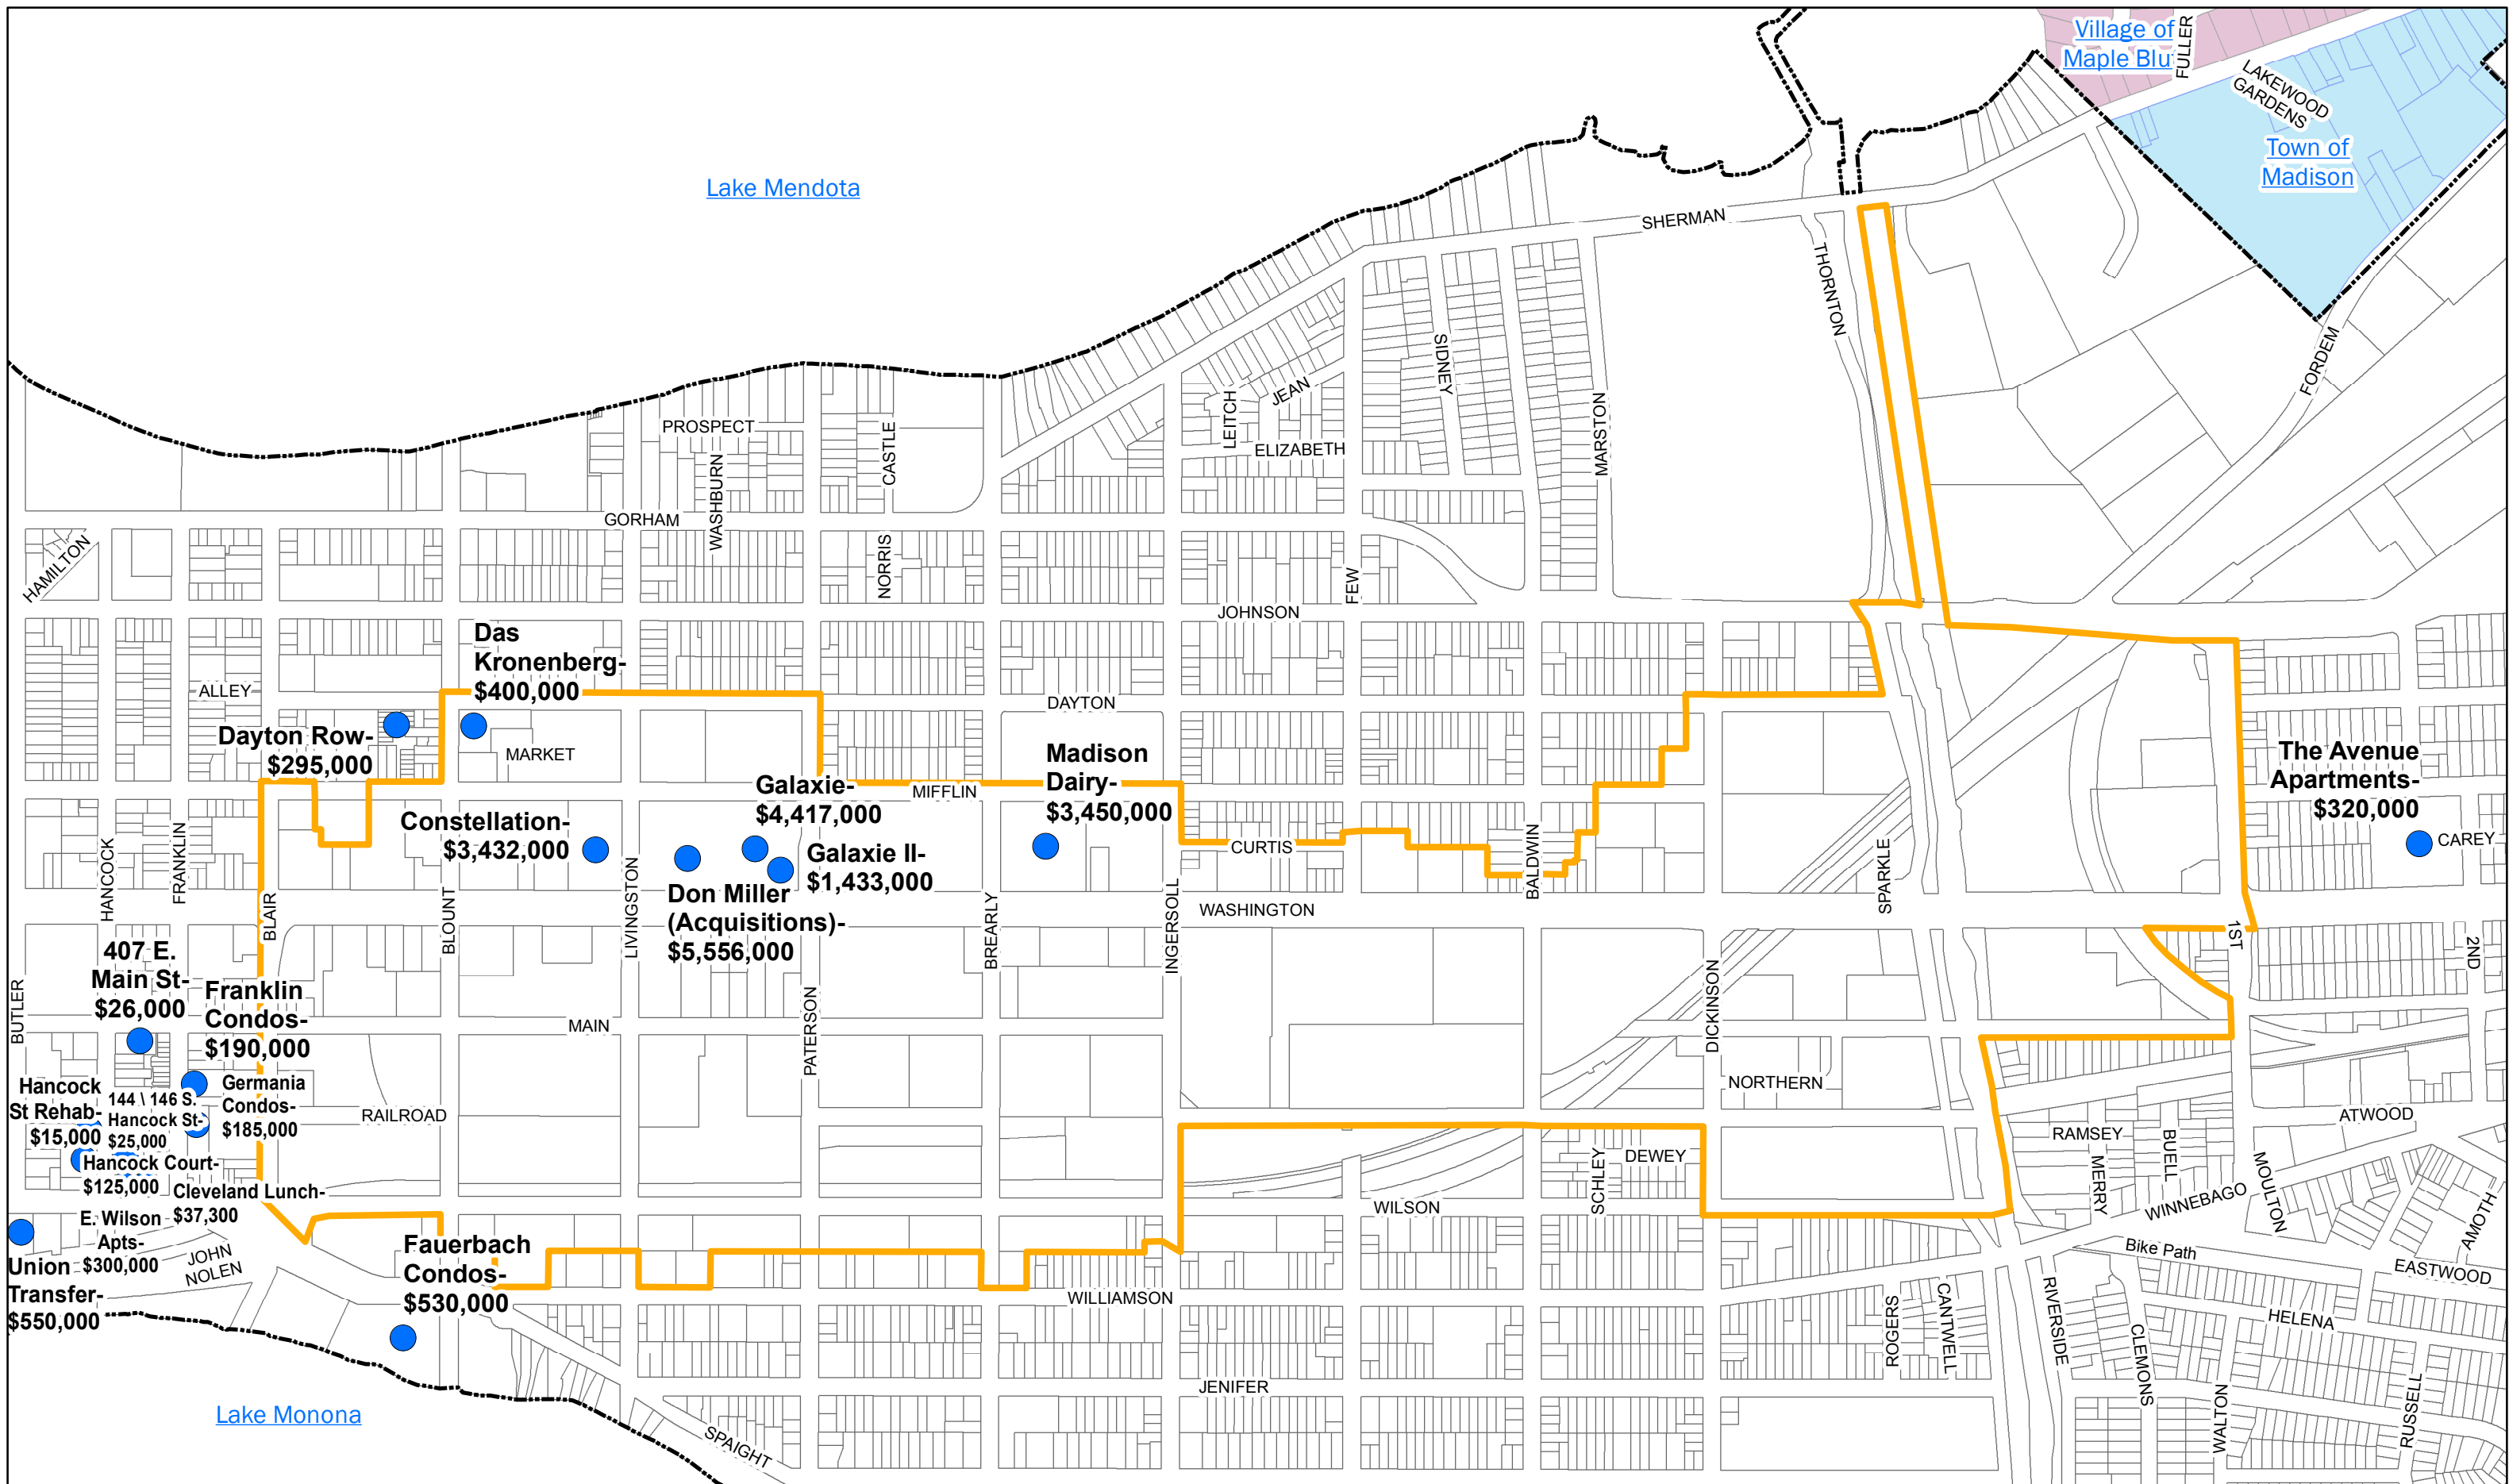 Village of
Maple Blu
FULLER
LAKEWOOD
GARDENS
Town of
Madison
Lake Mendota
SHERMAN
THORNTON
FORDEM
SIDNEY
JEAN
LEITCH
ELIZABETH
MARSTON
PROSPECT
WASHBURN
CASTLE
GORHAM
NORRIS
HAMILTON
FEW
JOHNSON
Das
Kronenberg-
$400,000
ALLEY
DAYTON
Dayton Row-
$295,000
MARKET
Madison
Dairy-
$3,450,000
The Avenue
Apartments-
$320,000
Galaxie-
$4,417,000
MIFFLIN
Constellation-
$3,432,000
CURTIS
CAREY
HANCOCK
FRANKLIN
BLAIR
BLOUNT
LIVINGSTON
Galaxie II-
$1,433,000
Don Miller
(Acquisitions)-
$5,556,000
BREARLY
INGERSOLL
WASHINGTON
BALDWIN
SPARKLE
1ST
2ND
407 E.
Main St-
$26,000
BUTLER
Franklin
Condos-
$190,000
MAIN
PATERSON
DICKINSON
NORTHERN
Hancock
St Rehab-
$15,000
144 \ 146 S.
Hancock St-
$25,000
Germania
Condos-
$185,000
RAILROAD
ATWOOD
RAMSEY
MERRY
BUELL
MOULTON
WINNEBAGO
AMOTH
SCHLEY
DEWEY
Hancock Court-
$125,000
Cleveland Lunch-
$37,300
WILSON
E. Wilson
Apts-
$300,000
JOHN
NOLEN
Union
Transfer-
$550,000
Fauerbach
Condos-
$530,000
WILLIAMSON
Bike Path
EASTWOOD
RIVERSIDE
ROGERS
CANTWELL
CLEMONS
HELENA
JENIFER
WALTON
RUSSELL
Lake Monona
SPAIGHT